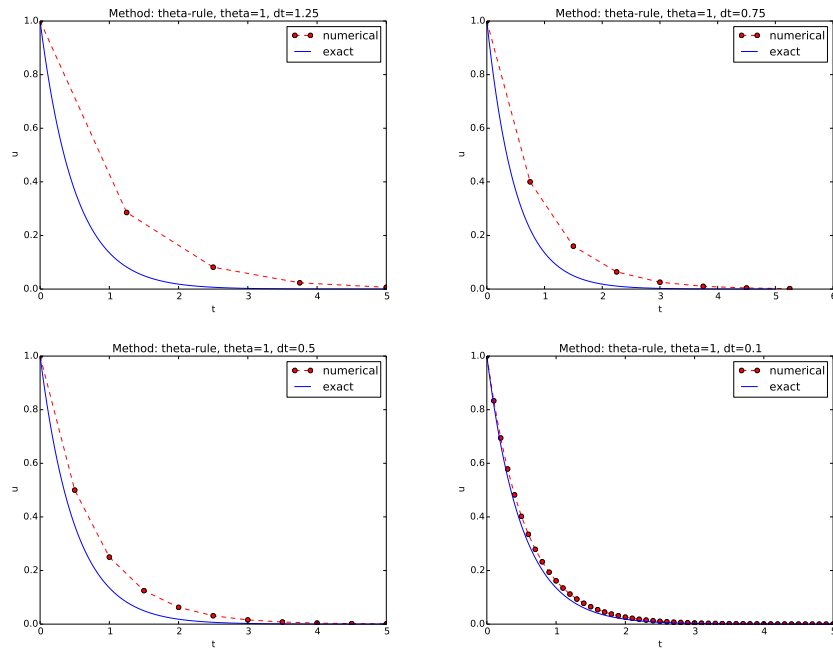 Method: theta-rule, theta=1, dt=1.25
numerical
exact
1.0
0.8
0.6
0.4
0.2
0.0
u
0 1 2 3 4 5
t
Method: theta-rule, theta=1, dt=0.75
numerical
exact
1.0
0.8
0.6
0.4
0.2
0.0
u
0 1 2 3 4 5 6
t
Method: theta-rule, theta=1, dt=0.5
numerical
exact
1.0
0.8
0.6
0.4
0.2
0.0
u
0 1 2 3 4 5
t
Method: theta-rule, theta=1, dt=0.1
numerical
exact
1.0
0.8
0.6
0.4
0.2
0.0
u
0 1 2 3 4 5
t